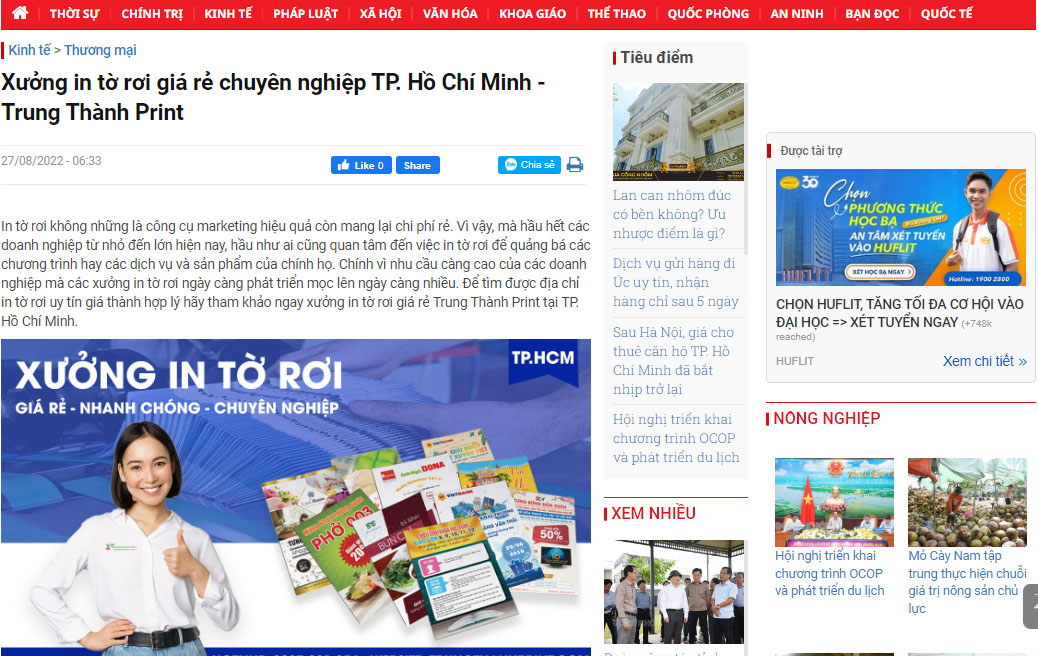 THỜI SỰ CHÍNH TRỊ KINH TẾ PHÁP LUẬT XÃ HỘI VĂN HÓA KHOA GIÁO THỂ THAO QUỐC PHÒNG AN NINH BẠN ĐỌC QUỐC TẾ
Kinh tế > Thương mại
Xưởng in tờ rơi giá rẻ chuyên nghiệp TP. Hồ Chí Minh -
Trung Thành Print
27/08/2022 - 06:33
Like 0
Share
Chia sẻ
In tờ rơi không những là công cụ marketing hiệu quả còn mang lại chi phí rẻ. Vì vậy, mà hầu hết các
doanh nghiệp từ nhỏ đến lớn hiện nay, hầu như ai cũng quan tâm đến việc in tờ rơi để quảng bá các
chương trình hay các dịch vụ và sản phẩm của chính họ. Chính vì nhu cầu càng cao của các doanh
nghiệp mà các xưởng in tờ rơi ngày càng phát triển mọc lên ngày càng nhiều. Để tìm được địa chỉ
in tờ rơi uy tín giá thành hợp lý hãy tham khảo ngay xưởng in tờ rơi giá rẻ Trung Thành Print tại TP.
Hồ Chí Minh.
XƯỞNG IN TỜ RƠI
GIÁ RẺ - NHANH CHÓNG - CHUYÊN NGHIỆP
TP.HCM
DONA
VIETBANK
PHỞ 003
50%
Tiêu điểm
Lan can nhôm đúc
có bền không? Ưu
nhược điểm là gì?
Dịch vụ gửi hàng đi
Úc uy tín, nhận
hàng chỉ sau 5 ngày
Sau Hà Nội, giá cho
thuê căn hộ TP. Hồ
Chí Minh đã bắt
nhịp trở lại
Hội nghị triển khai
chương trình OCOP
và phát triển du lịch
XEM NHIỀU
Được tài trợ
HUFLIT
30
Chọn
PHƯƠNG THỨC
HỌC BẠ
AN TÂM XÉT TUYỂN
VÀO HUFLIT
XÉT HỌC BẠ NGAY
Hotline: 1900 2800
CHỌN HUFLIT, TĂNG TỐI ĐA CƠ HỘI VÀO
ĐẠI HỌC => XÉT TUYỂN NGAY (+748k
reached)
HUFLIT
Xem chi tiết »
NÔNG NGHIỆP
Hội nghị triển khai
chương trình OCOP
và phát triển du lịch
Mỏ Cày Nam tập
trung thực hiện chuỗi
giá trị nông sản chủ
lực